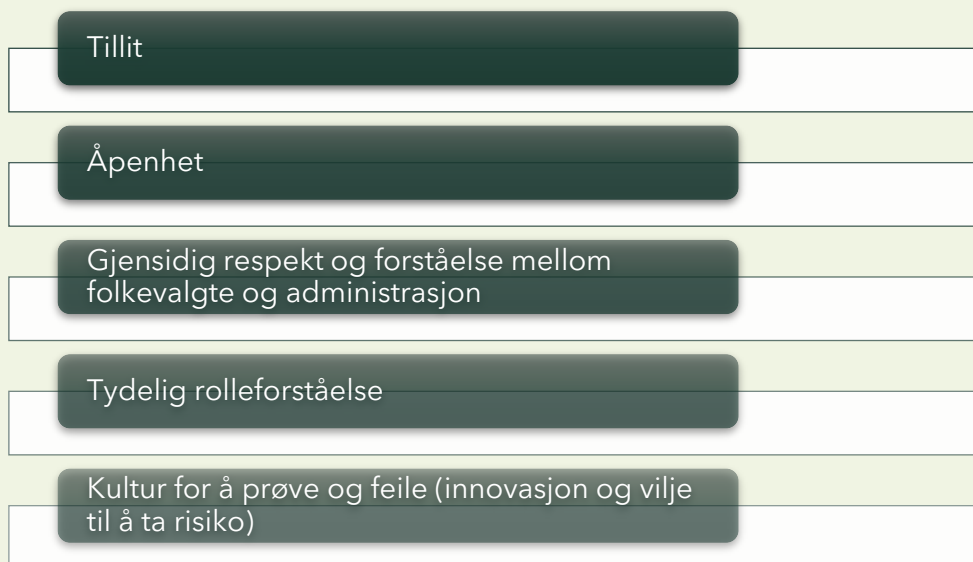 Tillit
Åpenhet
Gjensidig respekt og forståelse mellom
folkevalgte og administrasjon
Tydelig rolleforståelse
Kultur for å prøve og feile (innovasjon og vilje
til å ta risiko)